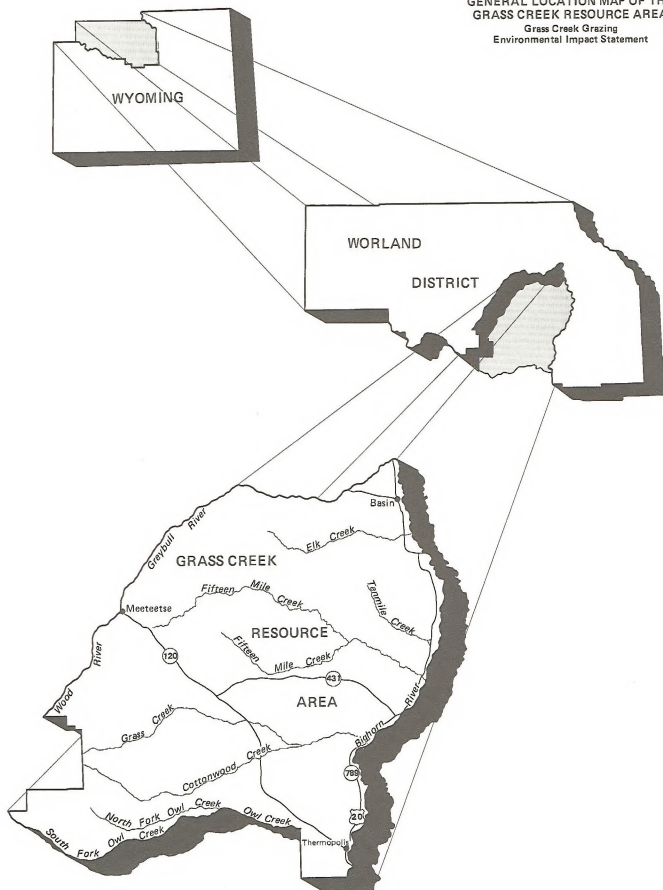 GENERAL LOCATION MAP OF TH
GRASS CREEK RESOURCE AREA
Grass Creek Grazing
Environmental Impact Statement
WYOMING
WORLAND
DISTRICT
Basin
Greybull River
Elk Creek
GRASS CREEK
Fifteen Mile Creek
Tenmile Creek
Meeteetse
RESOURCE
Fifteen Mile Creek
Wood River
120
431
AREA
Bighorn River
Grass Creek
Cottonwood Creek
789
North Fork Owl Creek
Owl Creek
20
South Fork Owl Creek
Thermopolis